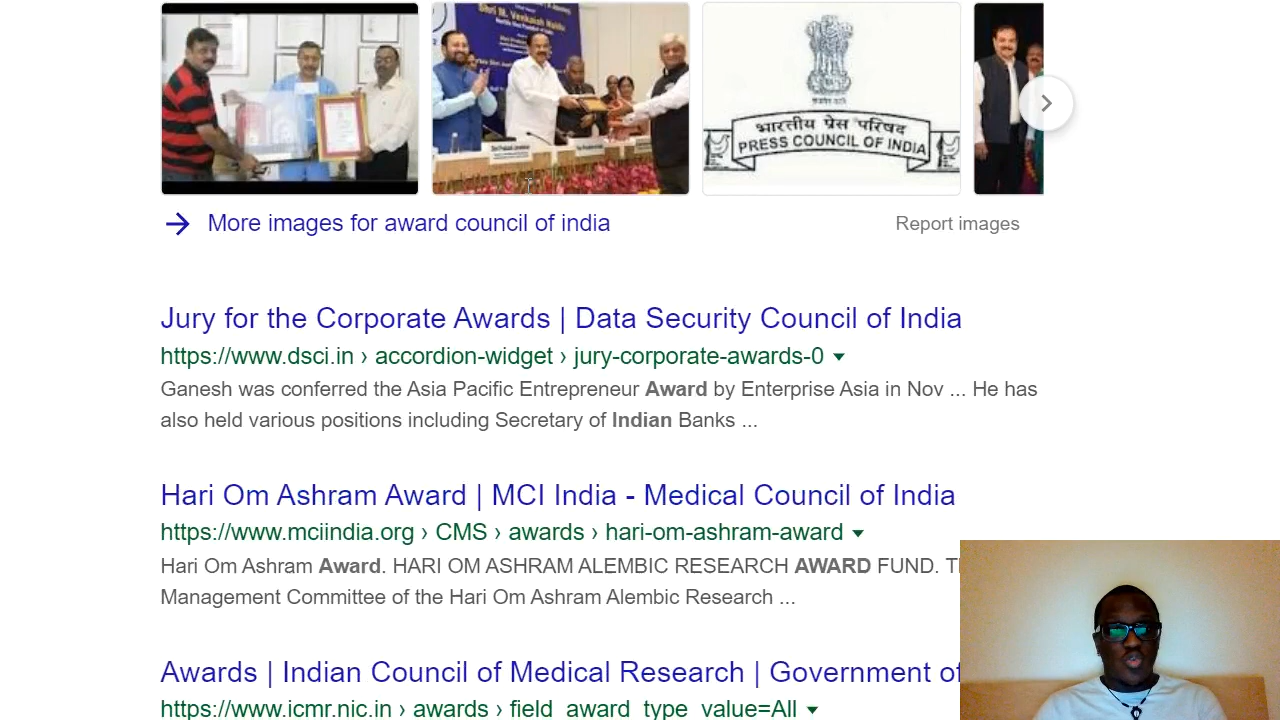 Shri M. Venkaiah Naidu
भारतीय प्रेस परिषद
PRESS COUNCIL OF INDIA
More images for award council of india
Report images
Jury for the Corporate Awards | Data Security Council of India
https://www.dsci.in › accordion-widget › jury-corporate-awards-0
Ganesh was conferred the Asia Pacific Entrepreneur Award by Enterprise Asia in Nov ... He has
also held various positions including Secretary of Indian Banks ...
Hari Om Ashram Award | MCI India - Medical Council of India
https://www.mciindia.org › CMS › awards › hari-om-ashram-award
Hari Om Ashram Award. HARI OM ASHRAM ALEMBIC RESEARCH AWARD FUND.
Management Committee of the Hari Om Ashram Alembic Research ...
Awards | Indian Council of Medical Research | Government of
https://www.icmr.nic.in › awards › field_award_type_value=All